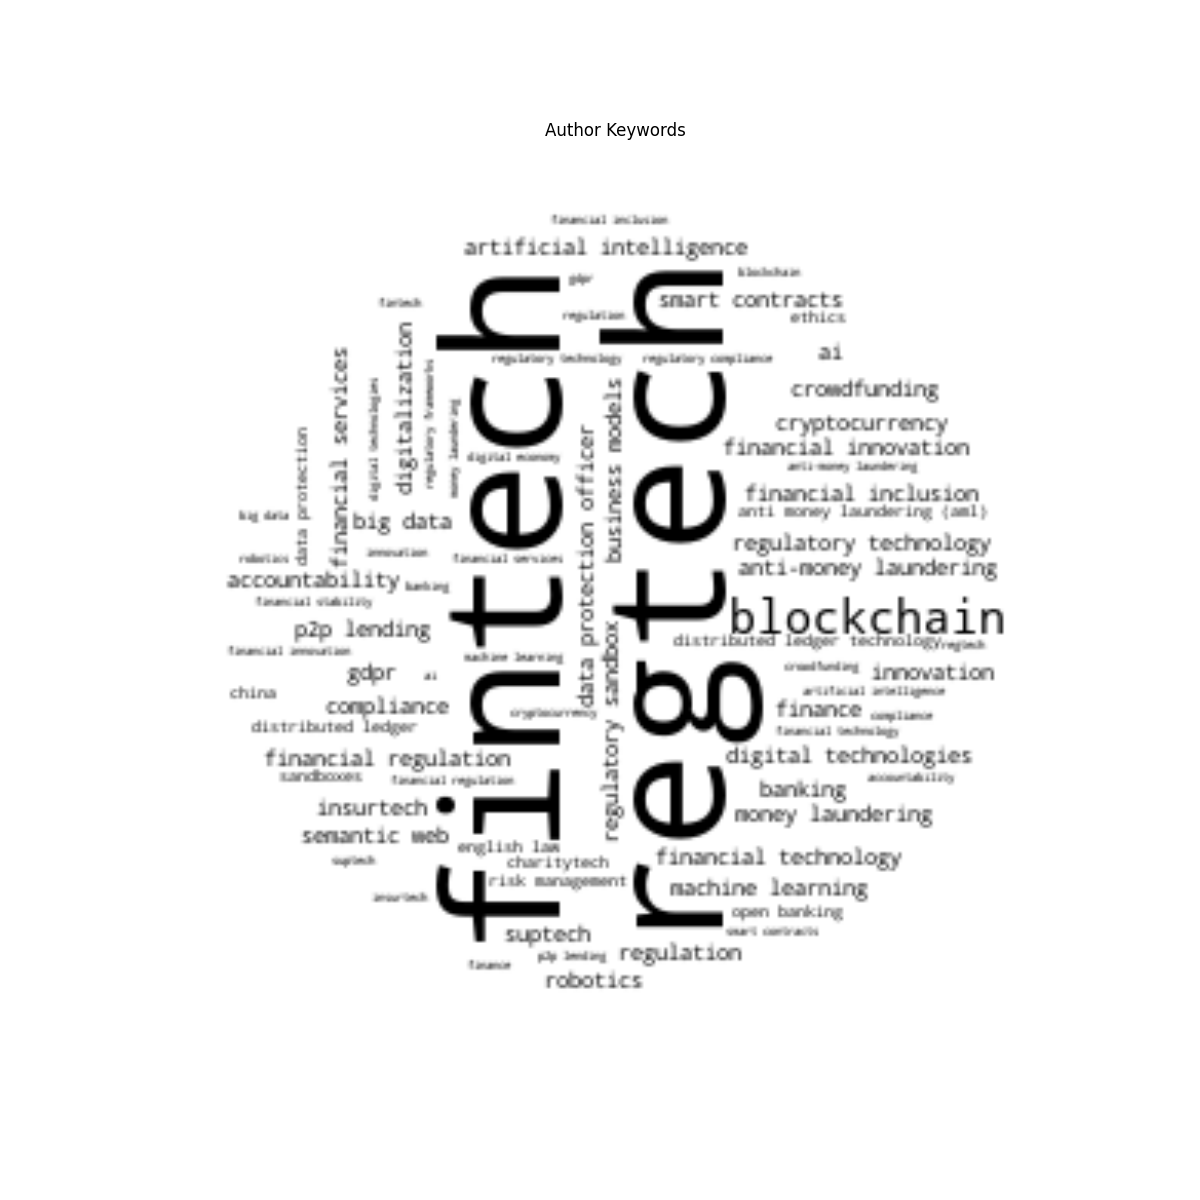 Author Keywords
financial inclusion
artificial intelligence
gdpr
blockchain
fintech
smart contracts
regulation
ethics
regulatory technology
regulatory compliance
ai
fintech
regtech
financial services
digital technologies
digitalization
regulatory frameworks
money laundering
business models
crowdfunding
cryptocurrency
data protection
data protection officer
financial innovation
digital economy
anti-money laundering
financial inclusion
big data
big data
anti money laundering (aml)
regulatory technology
innovation
robotics
financial services
anti-money laundering
accountability
banking
financial stability
blockchain
p2p lending
regulatory sandbox
distributed ledger technology
regtech
financial innovation
machine learning
crowdfunding
innovation
gdpr
ai
china
artificial intelligence
compliance
cryptocurrency
finance
compliance
distributed ledger
financial technology
financial regulation
digital technologies
sandboxes
financial regulation
accountability
banking
insurtech
money laundering
semantic web
english law
suptech
charitytech
financial technology
risk management
machine learning
insurtech
open banking
suptech
smart contracts
p2p lending
regulation
finance
robotics